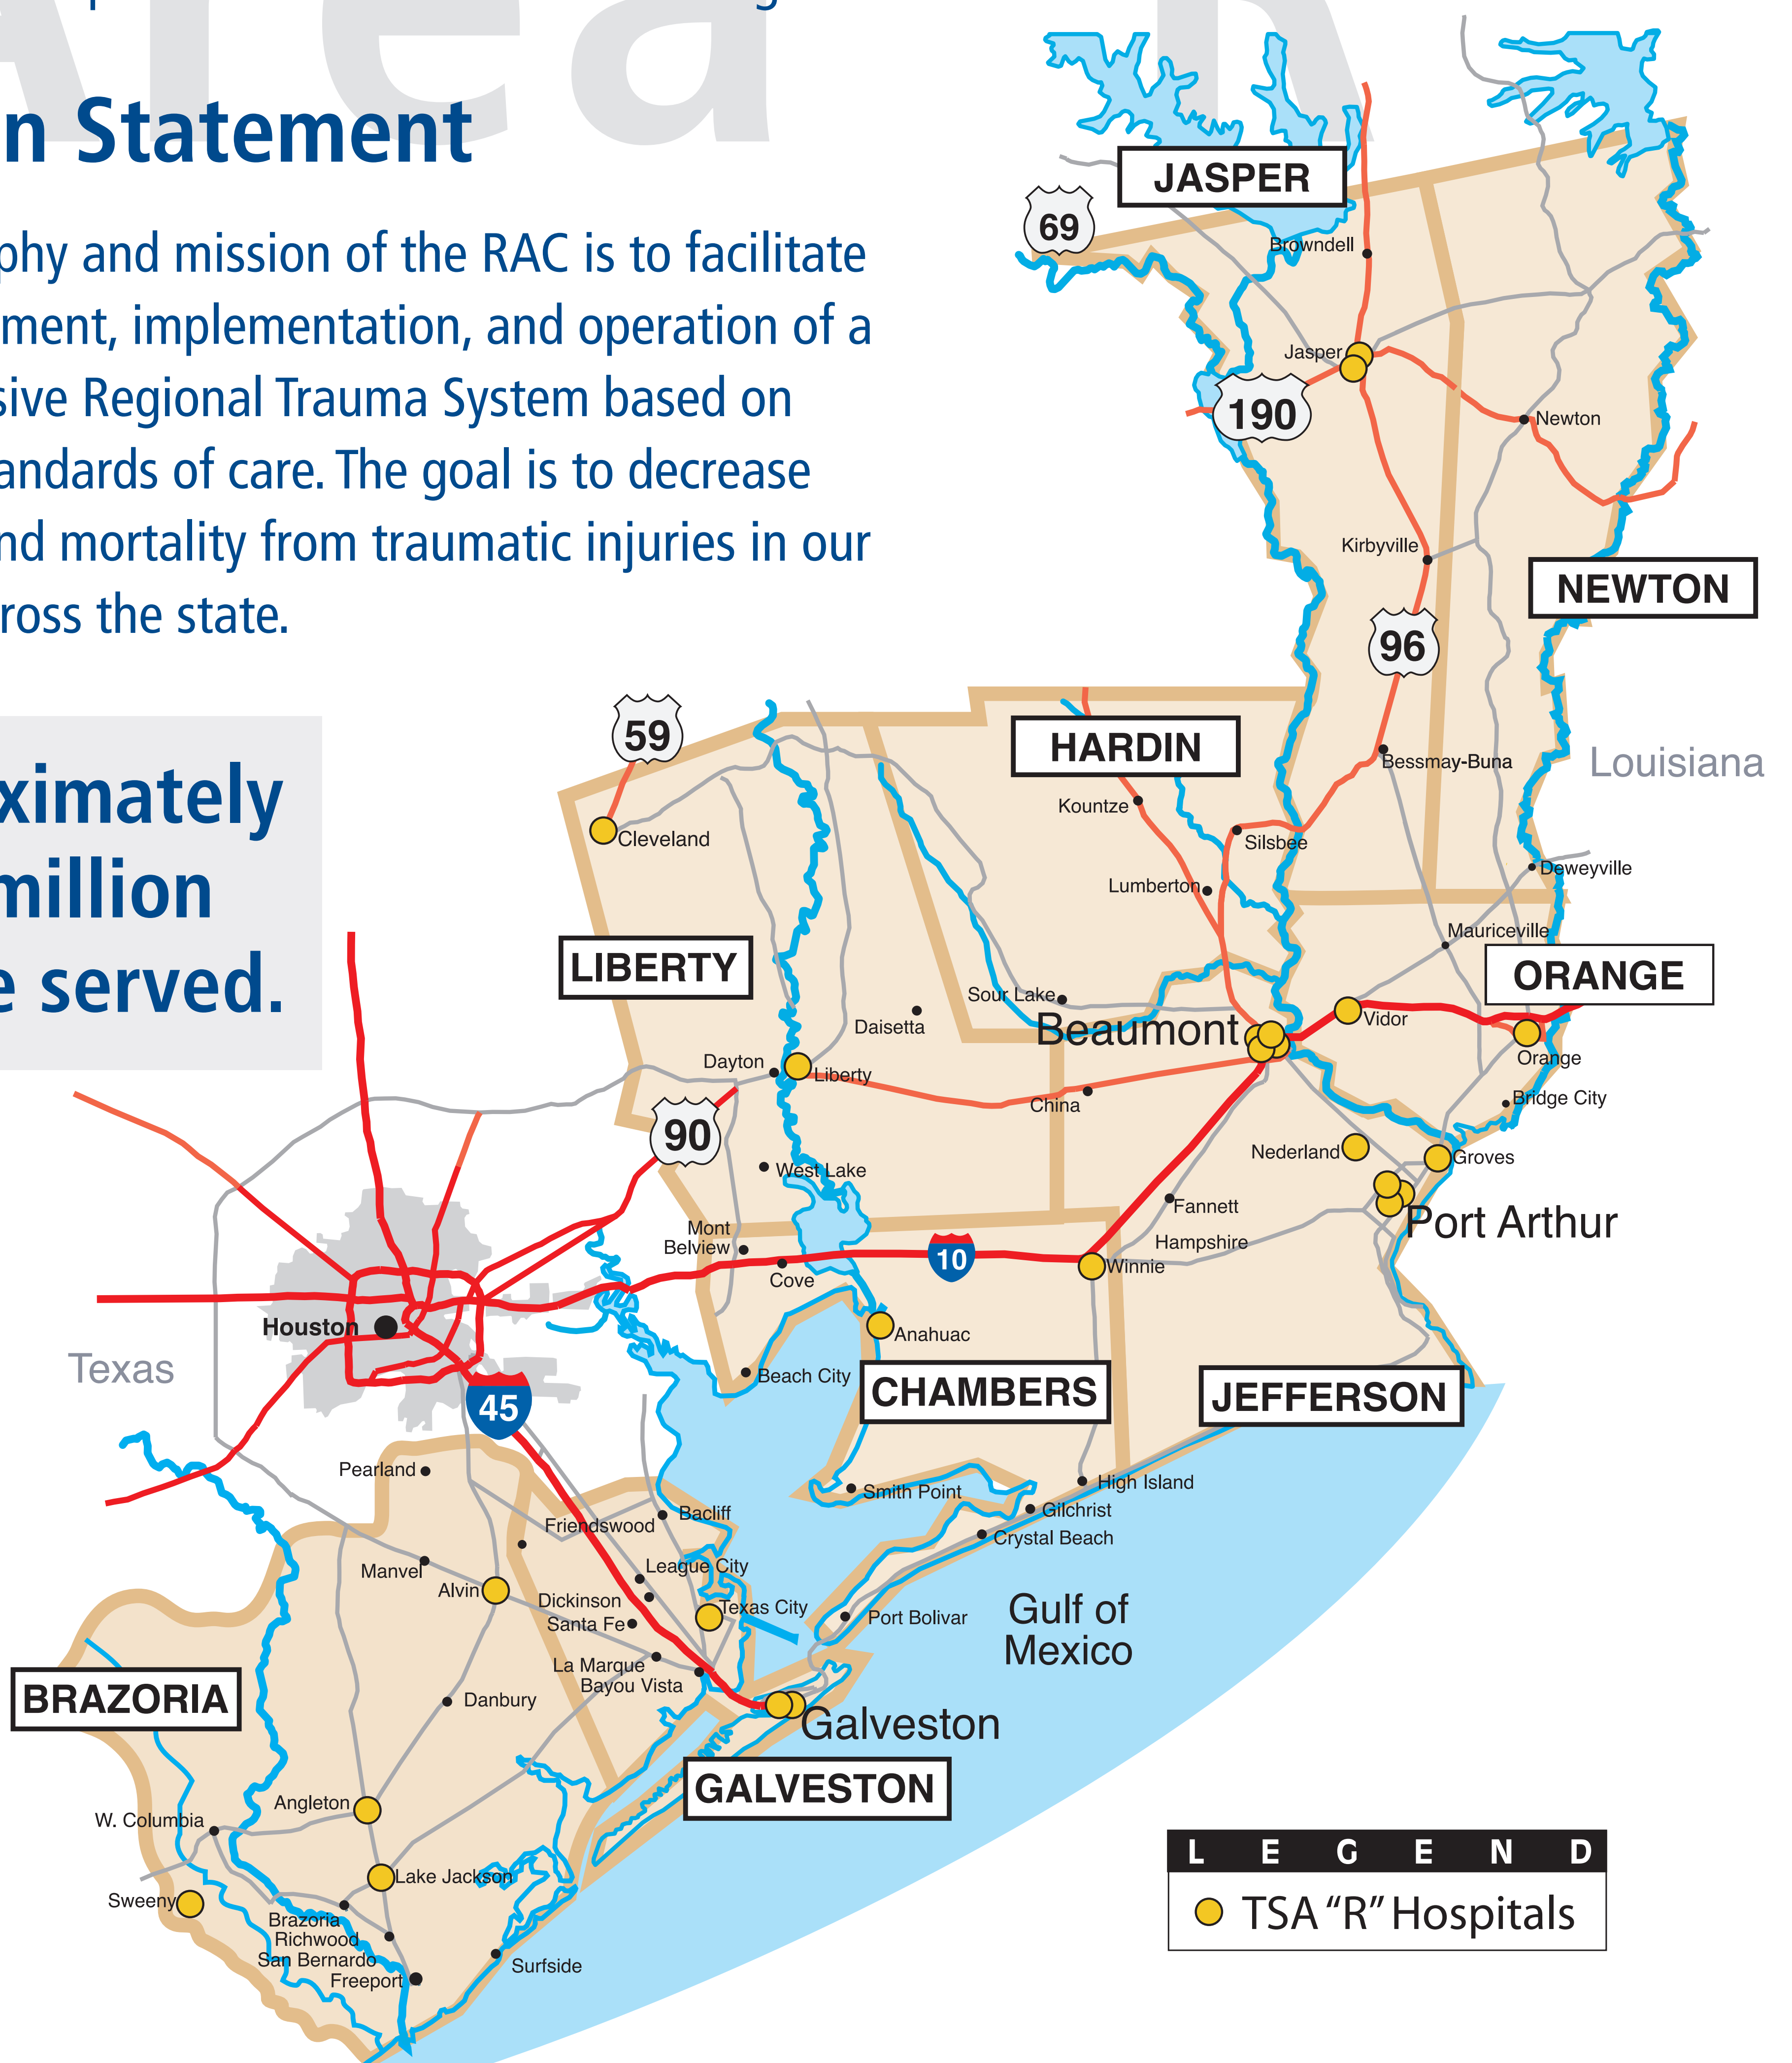 Area R
n Statement
phy and mission of the RAC is to facilitate
ment, implementation, and operation of a
sive Regional Trauma System based on
andards of care. The goal is to decrease
nd mortality from traumatic injuries in our
ross the state.
ximately
million
e served.
JASPER
69
Browndell
Jasper
190
Newton
Kirbyville
NEWTON
96
59
HARDIN
Bessmay-Buna
Louisiana
Kountze
Cleveland
Silsbee
Deweyville
Lumberton
Mauriceville
LIBERTY
ORANGE
Sour Lake
Daisetta
Beaumont
Vidor
Orange
Dayton
Liberty
China
Bridge City
90
Nederland
Groves
West Lake
Fannett
Port Arthur
Mont
Belview
Hampshire
10
Winnie
Cove
Houston
Anahuac
Texas
Beach City
CHAMBERS
JEFFERSON
45
Pearland
Smith Point
High Island
Gilchrist
Bacliff
Friendswood
Crystal Beach
Manvel
League City
Alvin
Dickinson
Texas City
Gulf of
Mexico
Santa Fe
Port Bolivar
La Marque
Bayou Vista
BRAZORIA
Danbury
Galveston
GALVESTON
Angleton
W. Columbia
LEGEND
Lake Jackson
Sweeny
TSA “R” Hospitals
Brazoria
Richwood
San Bernardo
Surfside
Freeport